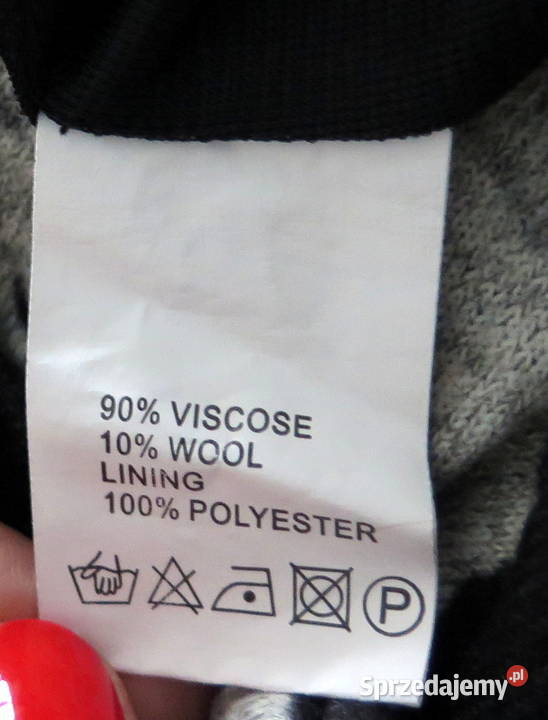 90% VISCOSE
10% WOOL
LINING
100% POLYESTER
P
Sprzedajemy.pl